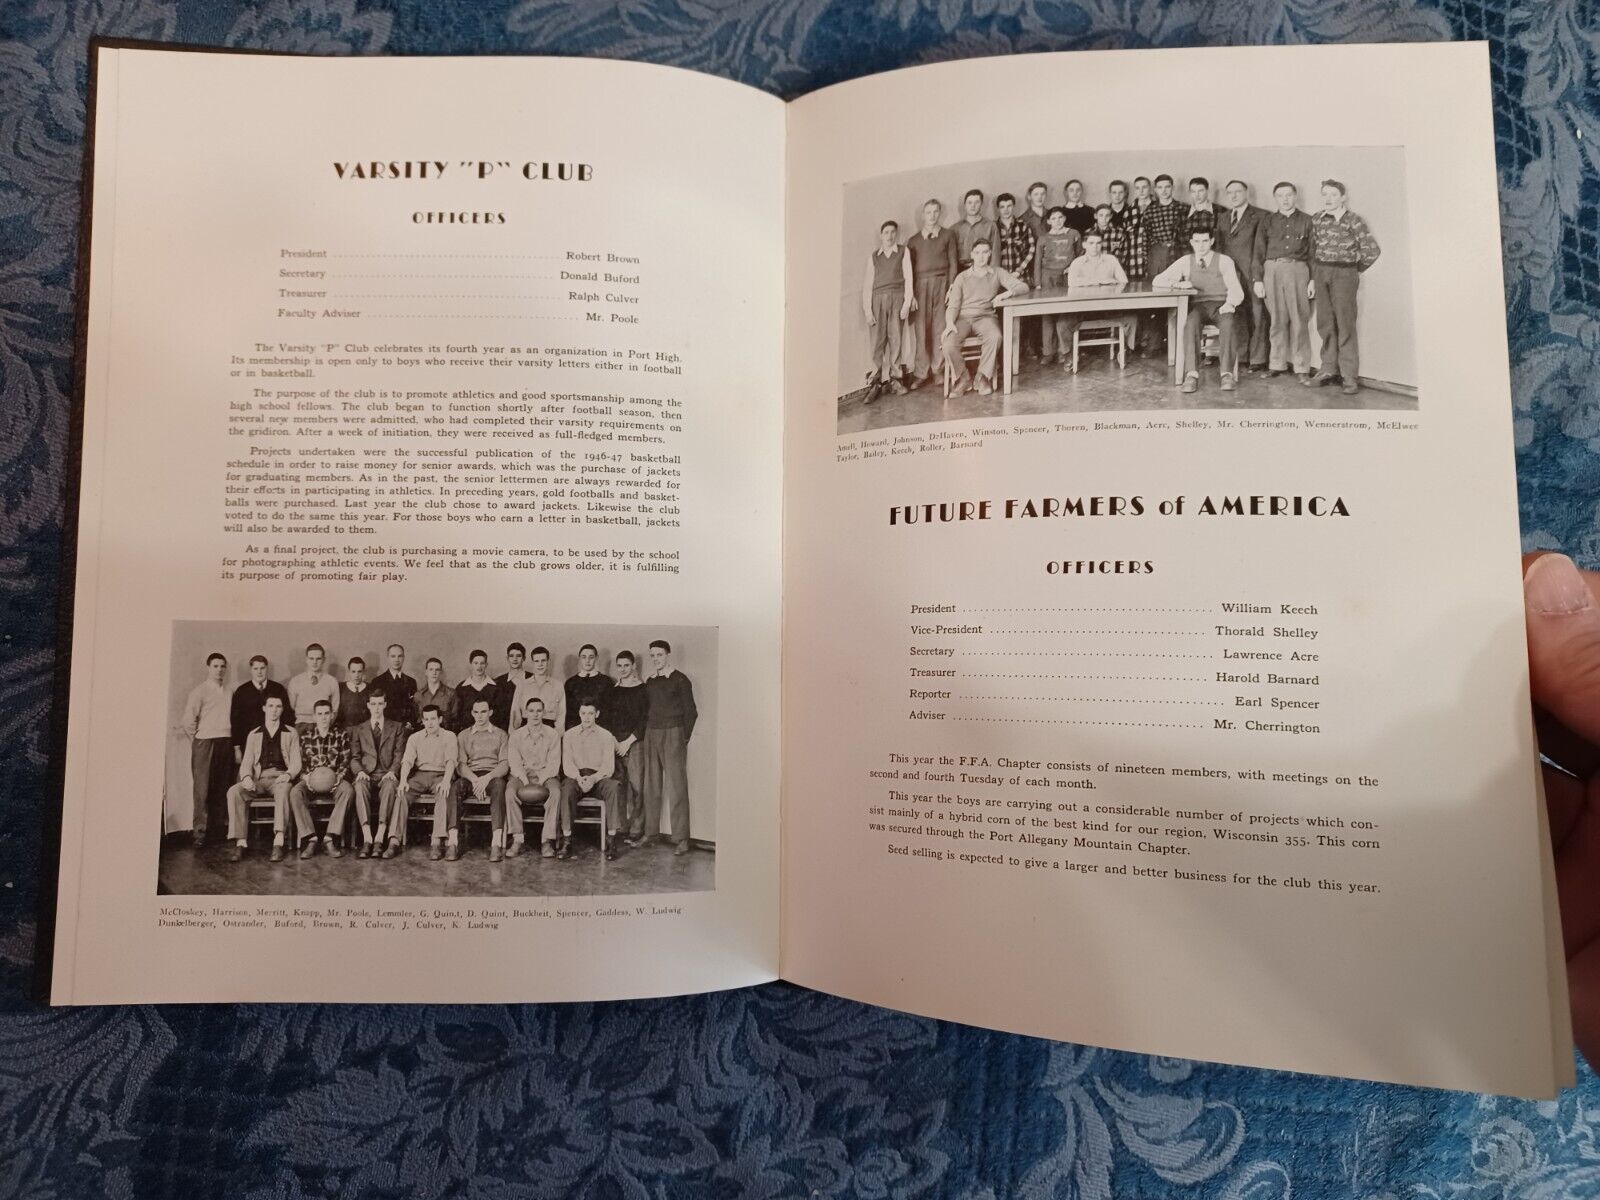 VARSITY "P" CLUB
OFFICERS
President ........ Robert Brown
Secretary ........ Donald Buford
Treasurer ........ Ralph Culver
Faculty Adviser ........ Mr. Poole
The Varsity "P" Club celebrates its fourth year as an organization in Port High.
Its membership is open only to boys who receive their varsity letters either in football
or in basketball.
The purpose of the club is to promote athletics and good sportsmanship among the
high school fellows. The club began to function shortly after football season, then
several new members were admitted, who had completed their varsity requirements on
the gridiron. After a week of initiation, they were received as full-fledged members.
Projects undertaken were the successful publication of the 1946-47 basketball
schedule in order to raise money for senior awards, which was the purchase of jackets
for graduating members. As in the past, the senior lettermen are always rewarded for
their efforts in participating in athletics. In preceding years, gold footballs and basket-
balls were purchased. Last year the club chose to award jackets. Likewise the club
voted to do the same this year. For those boys who earn a letter in basketball, jackets
will also be awarded to them.
As a final project, the club is purchasing a movie camera, to be used by the school
for photographing athletic events. We feel that as the club grows older, it is fulfilling
its purpose of promoting fair play.
McCloskey, Harrison, Merritt, Knapp, Mr. Poole, Lemmler, G. Quin,t, D. Quint, Buckheit, Spencer, Gaddess, W. Ludwig
Dunkelberger, Ostrander, Buford, Brown, R. Culver, J. Culver, K. Ludwig
Howard, Johnson, DeHaven, Winston, Spencer, Thoren, Blackman, Acre, Shelley, Mr. Cherrington, Wennerstrom, McElwee
Taylor, Bailey, Keech, Roller, Barnard
FUTURE FARMERS of AMERICA
OFFICERS
President ........ William Keech
Vice-President ........ Thorald Shelley
Secretary ........ Lawrence Acre
Treasurer ........ Harold Barnard
Reporter ........ Earl Spencer
Adviser ........ Mr. Cherrington
This year the F.F.A. Chapter consists of nineteen members, with meetings on the
second and fourth Tuesday of each month.
This year the boys are carrying out a considerable number of projects which con-
sist mainly of a hybrid corn of the best kind for our region, Wisconsin 355. This corn
was secured through the Port Allegany Mountain Chapter.
Seed selling is expected to give a larger and better business for the club this year.